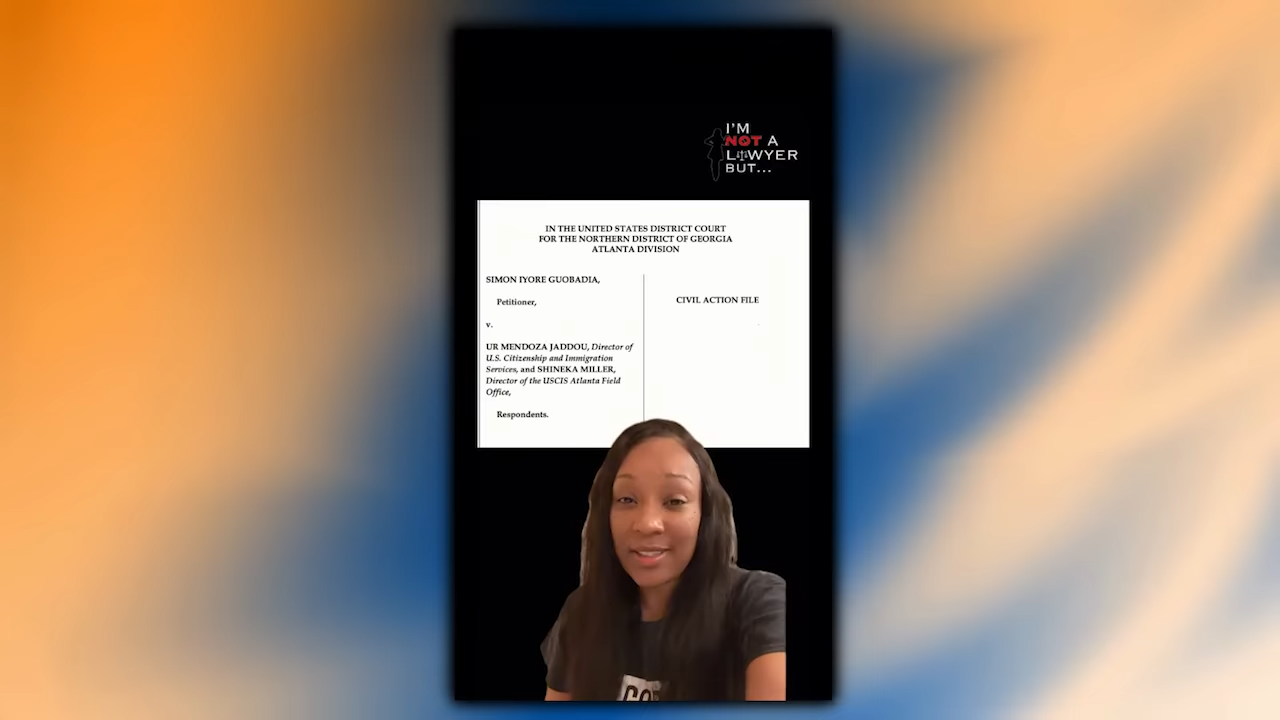 I'M
NOT A
LAWYER
BUT...
IN THE UNITED STATES DISTRICT COURT
FOR THE NORTHERN DISTRICT OF GEORGIA
ATLANTA DIVISION
SIMON IYORE GUOBADIA,
Petitioner,
v.
UR MENDOZA JADDOU, Director of
U.S. Citizenship and Immigration
Services, and SHINEKA MILLER,
Director of the USCIS Atlanta Field
Office,
Respondents.
CIVIL ACTION FILE